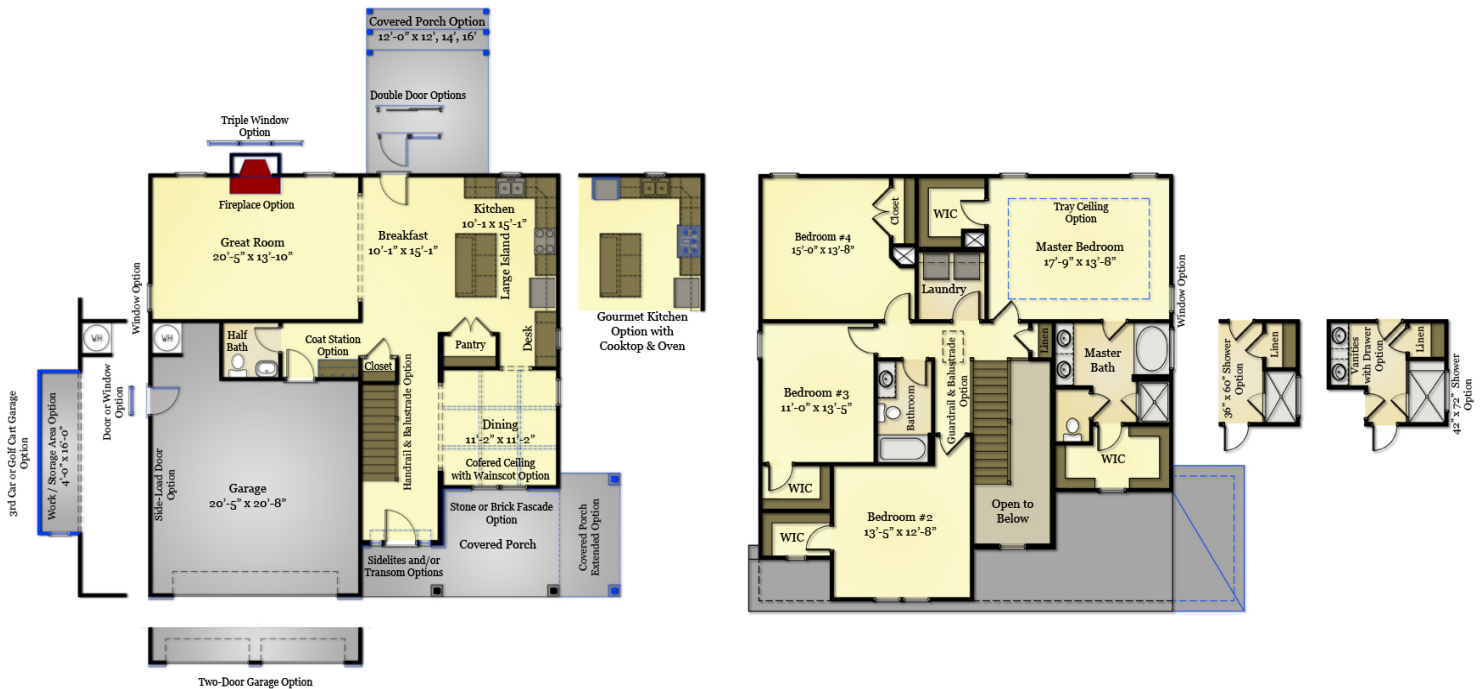 Covered Porch Option
12'-0" x 12', 14', 16'
Double Door Options
Triple Window
Option
Fireplace Option
Great Room
20'-5" x 13'-10"
Breakfast
10'-1" x 15'-1"
Kitchen
10'-1 x 15'-1"
Large Island
Gourmet Kitchen
Option with
Cooktop & Oven
Window Option
WH
WH
Half
Bath
Coat Station
Option
Closet
Pantry
Desk
Handrail & Balustrade Option
Dining
11'-2" x 11'-2"
Cofered Ceiling
with Wainscot Option
3rd Car or Golf Cart Garage
Option
Work / Storage Area Option
4'-0" x 16'-0"
Door or Window
Option
Side-Load Door
Option
Garage
20'-5" x 20'-8"
Stone or Brick Fascade
Option
Covered Porch
Sidelites and/or
Transom Options
Covered Porch
Extended Option
Two-Door Garage Option
Bedroom #4
15'-0" x 13'-8"
Closet
WIC
Laundry
Tray Ceiling
Option
Master Bedroom
17'-9" x 13'-8"
Window Option
Linen
Master
Bath
Bedroom #3
11'-0" x 13'-5"
Bathroom
Guardrail & Balustrade
Option
WIC
WIC
WIC
Bedroom #2
13'-5" x 12'-8"
Open to
Below
36" x 60" Shower
Option
Linen
Vanities
with Drawer
Option
Linen
42" x 72" Shower
Option